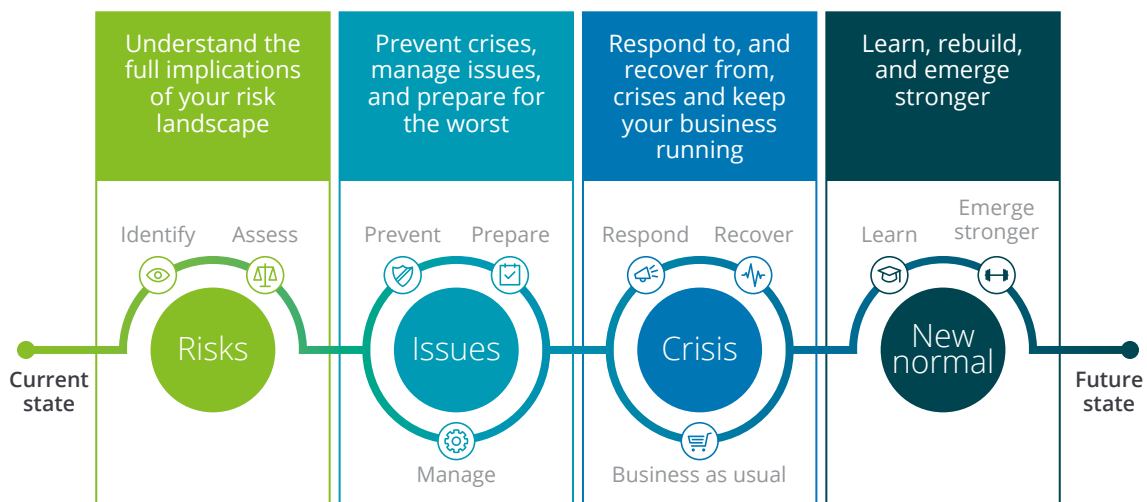 Understand the
full implications
of your risk
landscape
Prevent crises,
manage issues,
and prepare for
the worst
Respond to, and
recover from,
crises and keep
your business
running
Learn, rebuild,
and emerge
stronger
Identify
Assess
Prevent
Prepare
Respond
Recover
Learn
Emerge
stronger
Current
state
Risks
Issues
Crisis
New
normal
Future
state
Manage
Business as usual